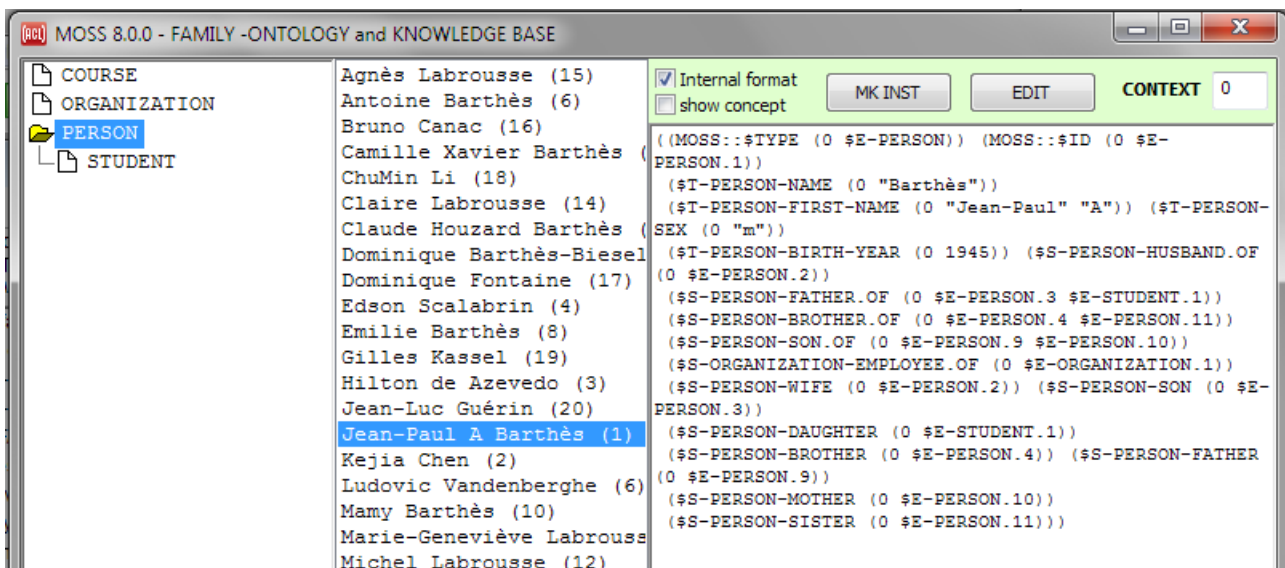 MOSS 8.0.0 - FAMILY -ONTOLOGY and KNOWLEDGE BASE
COURSE
ORGANIZATION
PERSON
STUDENT
Agnès Labrousse (15)
Antoine Barthès (6)
Bruno Canac (16)
Camille Xavier Barthès (
ChuMin Li (18)
Claire Labrousse (14)
Claude Houzard Barthès (
Dominique Barthès-Biesel
Dominique Fontaine (17)
Edson Scalabrin (4)
Emilie Barthès (8)
Gilles Kassel (19)
Hilton de Azevedo (3)
Jean-Luc Guérin (20)
Jean-Paul A Barthès (1)
Kejia Chen (2)
Ludovic Vandenberghe (6)
Mamy Barthès (10)
Marie-Geneviève Labrousse
Michel Labrousse (12)
Internal format
show concept
MK INST
EDIT
CONTEXT 0
((MOSS::$TYPE (0 $E-PERSON)) (MOSS::$ID (0 $E-
PERSON.1))
($T-PERSON-NAME (0 "Barthès"))
($T-PERSON-FIRST-NAME (0 "Jean-Paul" "A")) ($T-PERSON-
SEX (0 "m"))
($T-PERSON-BIRTH-YEAR (0 1945)) ($S-PERSON-HUSBAND.OF
(0 $E-PERSON.2))
($S-PERSON-FATHER.OF (0 $E-PERSON.3 $E-STUDENT.1))
($S-PERSON-BROTHER.OF (0 $E-PERSON.4 $E-PERSON.11))
($S-PERSON-SON.OF (0 $E-PERSON.9 $E-PERSON.10))
($S-ORGANIZATION-EMPLOYEE.OF (0 $E-ORGANIZATION.1))
($S-PERSON-WIFE (0 $E-PERSON.2)) ($S-PERSON-SON (0 $E-
PERSON.3))
($S-PERSON-DAUGHTER (0 $E-STUDENT.1))
($S-PERSON-BROTHER (0 $E-PERSON.4)) ($S-PERSON-FATHER
(0 $E-PERSON.9))
($S-PERSON-MOTHER (0 $E-PERSON.10))
($S-PERSON-SISTER (0 $E-PERSON.11)))